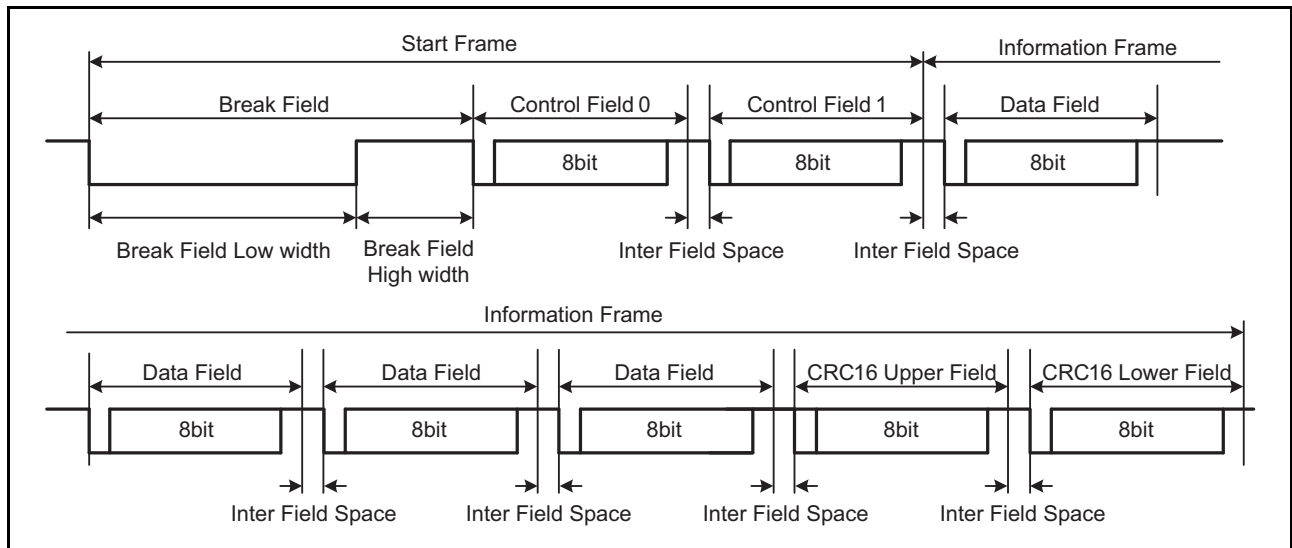 Start Frame
Information Frame
Break Field
Control Field 0
Control Field 1
Data Field
8bit
8bit
8bit
Break Field Low width
Break Field
High width
Inter Field Space
Inter Field Space
Information Frame
Data Field
Data Field
Data Field
CRC16 Upper Field
CRC16 Lower Field
8bit
8bit
8bit
8bit
8bit
Inter Field Space
Inter Field Space
Inter Field Space
Inter Field Space